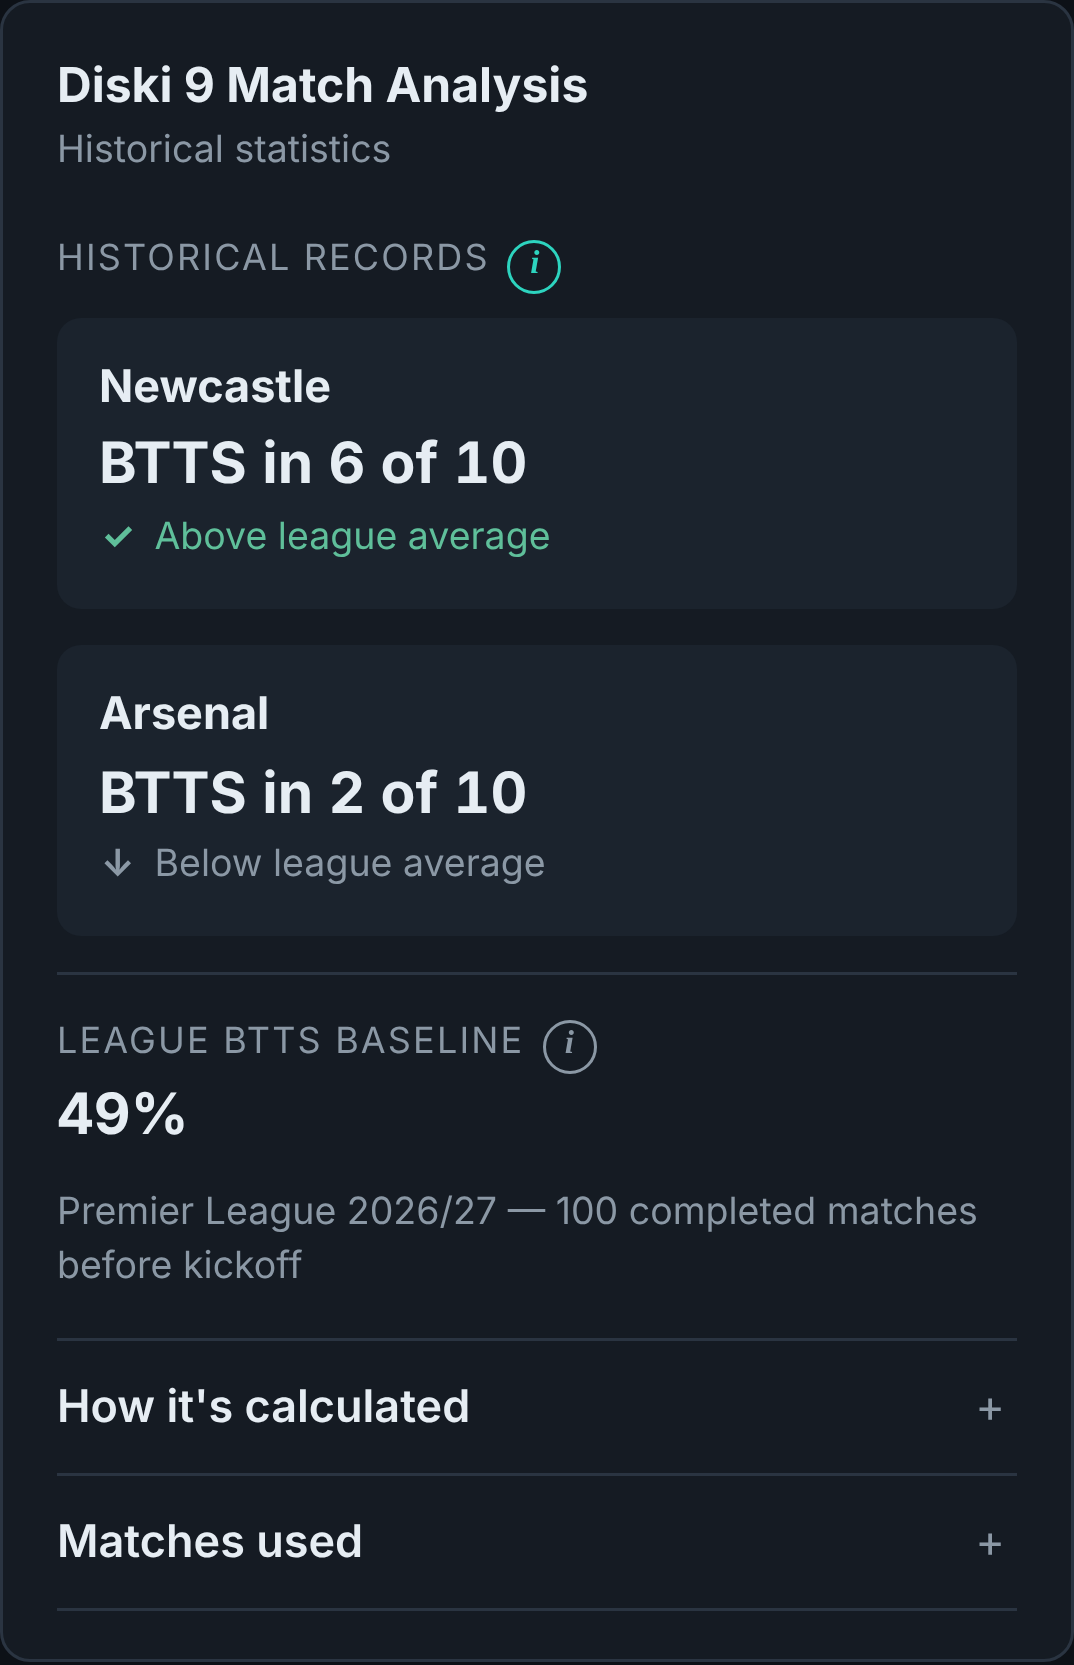 Diski 9 Match Analysis
Historical statistics
HISTORICAL RECORDS i
Newcastle
BTTS in 6 of 10
✓ Above league average
Arsenal
BTTS in 2 of 10
↓ Below league average
LEAGUE BTTS BASELINE i
49%
Premier League 2026/27 — 100 completed matches
before kickoff
How it's calculated +
Matches used +